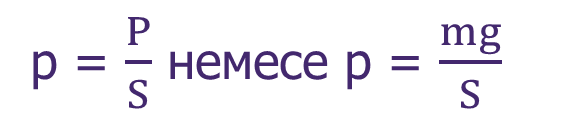 p = P/S немесе p = mg/S